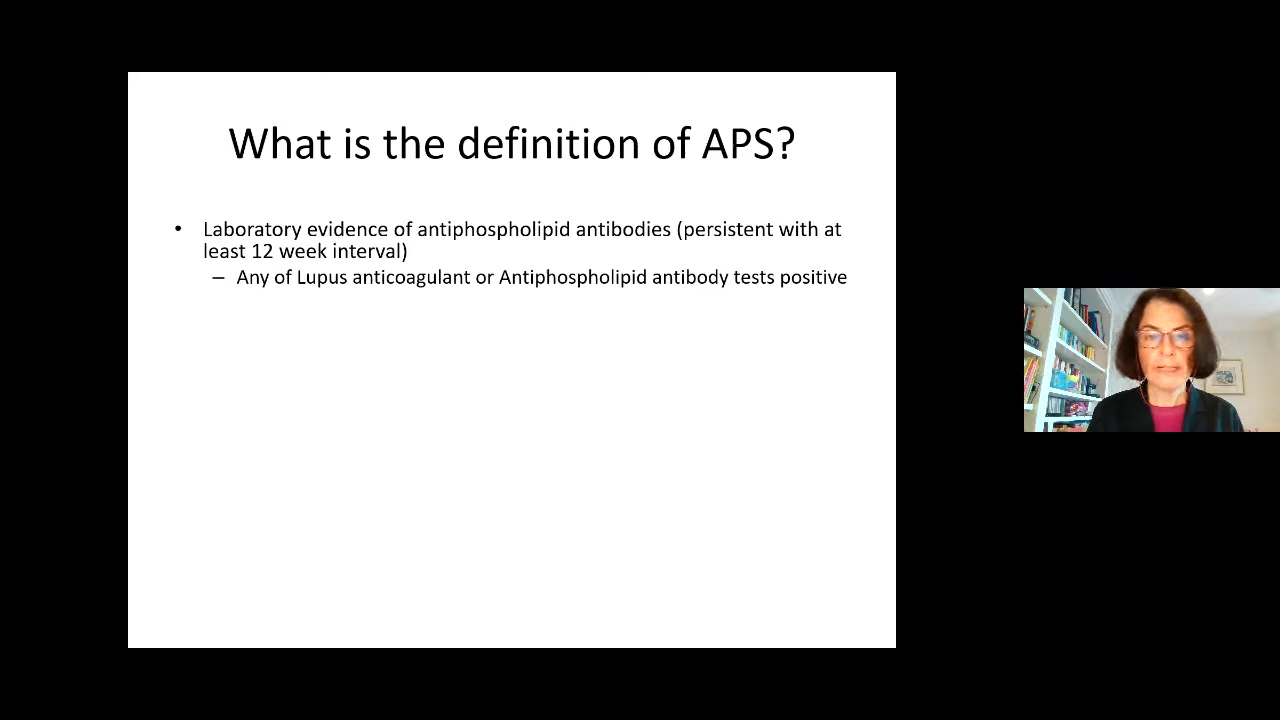 What is the definition of APS?
• Laboratory evidence of antiphospholipid antibodies (persistent with at
least 12 week interval)
– Any of Lupus anticoagulant or Antiphospholipid antibody tests positive